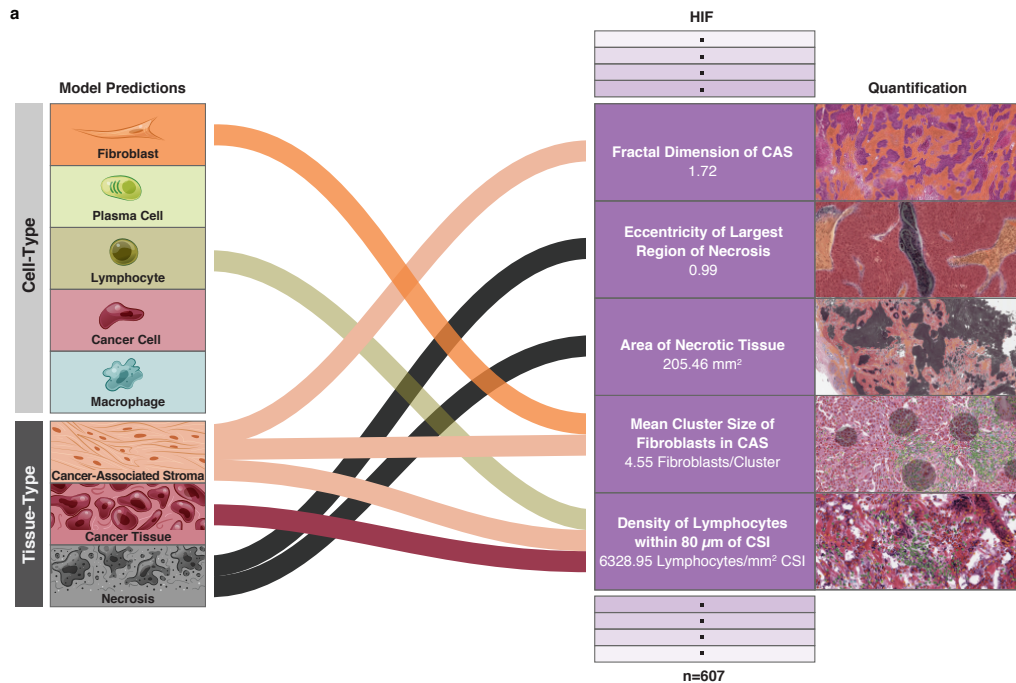 a
HIF
Model Predictions
Quantification
Cell-Type
Fibroblast
Plasma Cell
Lymphocyte
Cancer Cell
Macrophage
Tissue-Type
Cancer-Associated Stroma
Cancer Tissue
Necrosis
Fractal Dimension of CAS
1.72
Eccentricity of Largest
Region of Necrosis
0.99
Area of Necrotic Tissue
205.46 mm²
Mean Cluster Size of
Fibroblasts in CAS
4.55 Fibroblasts/Cluster
Density of Lymphocytes
within 80 µm of CSI
6328.95 Lymphocytes/mm² CSI
n=607